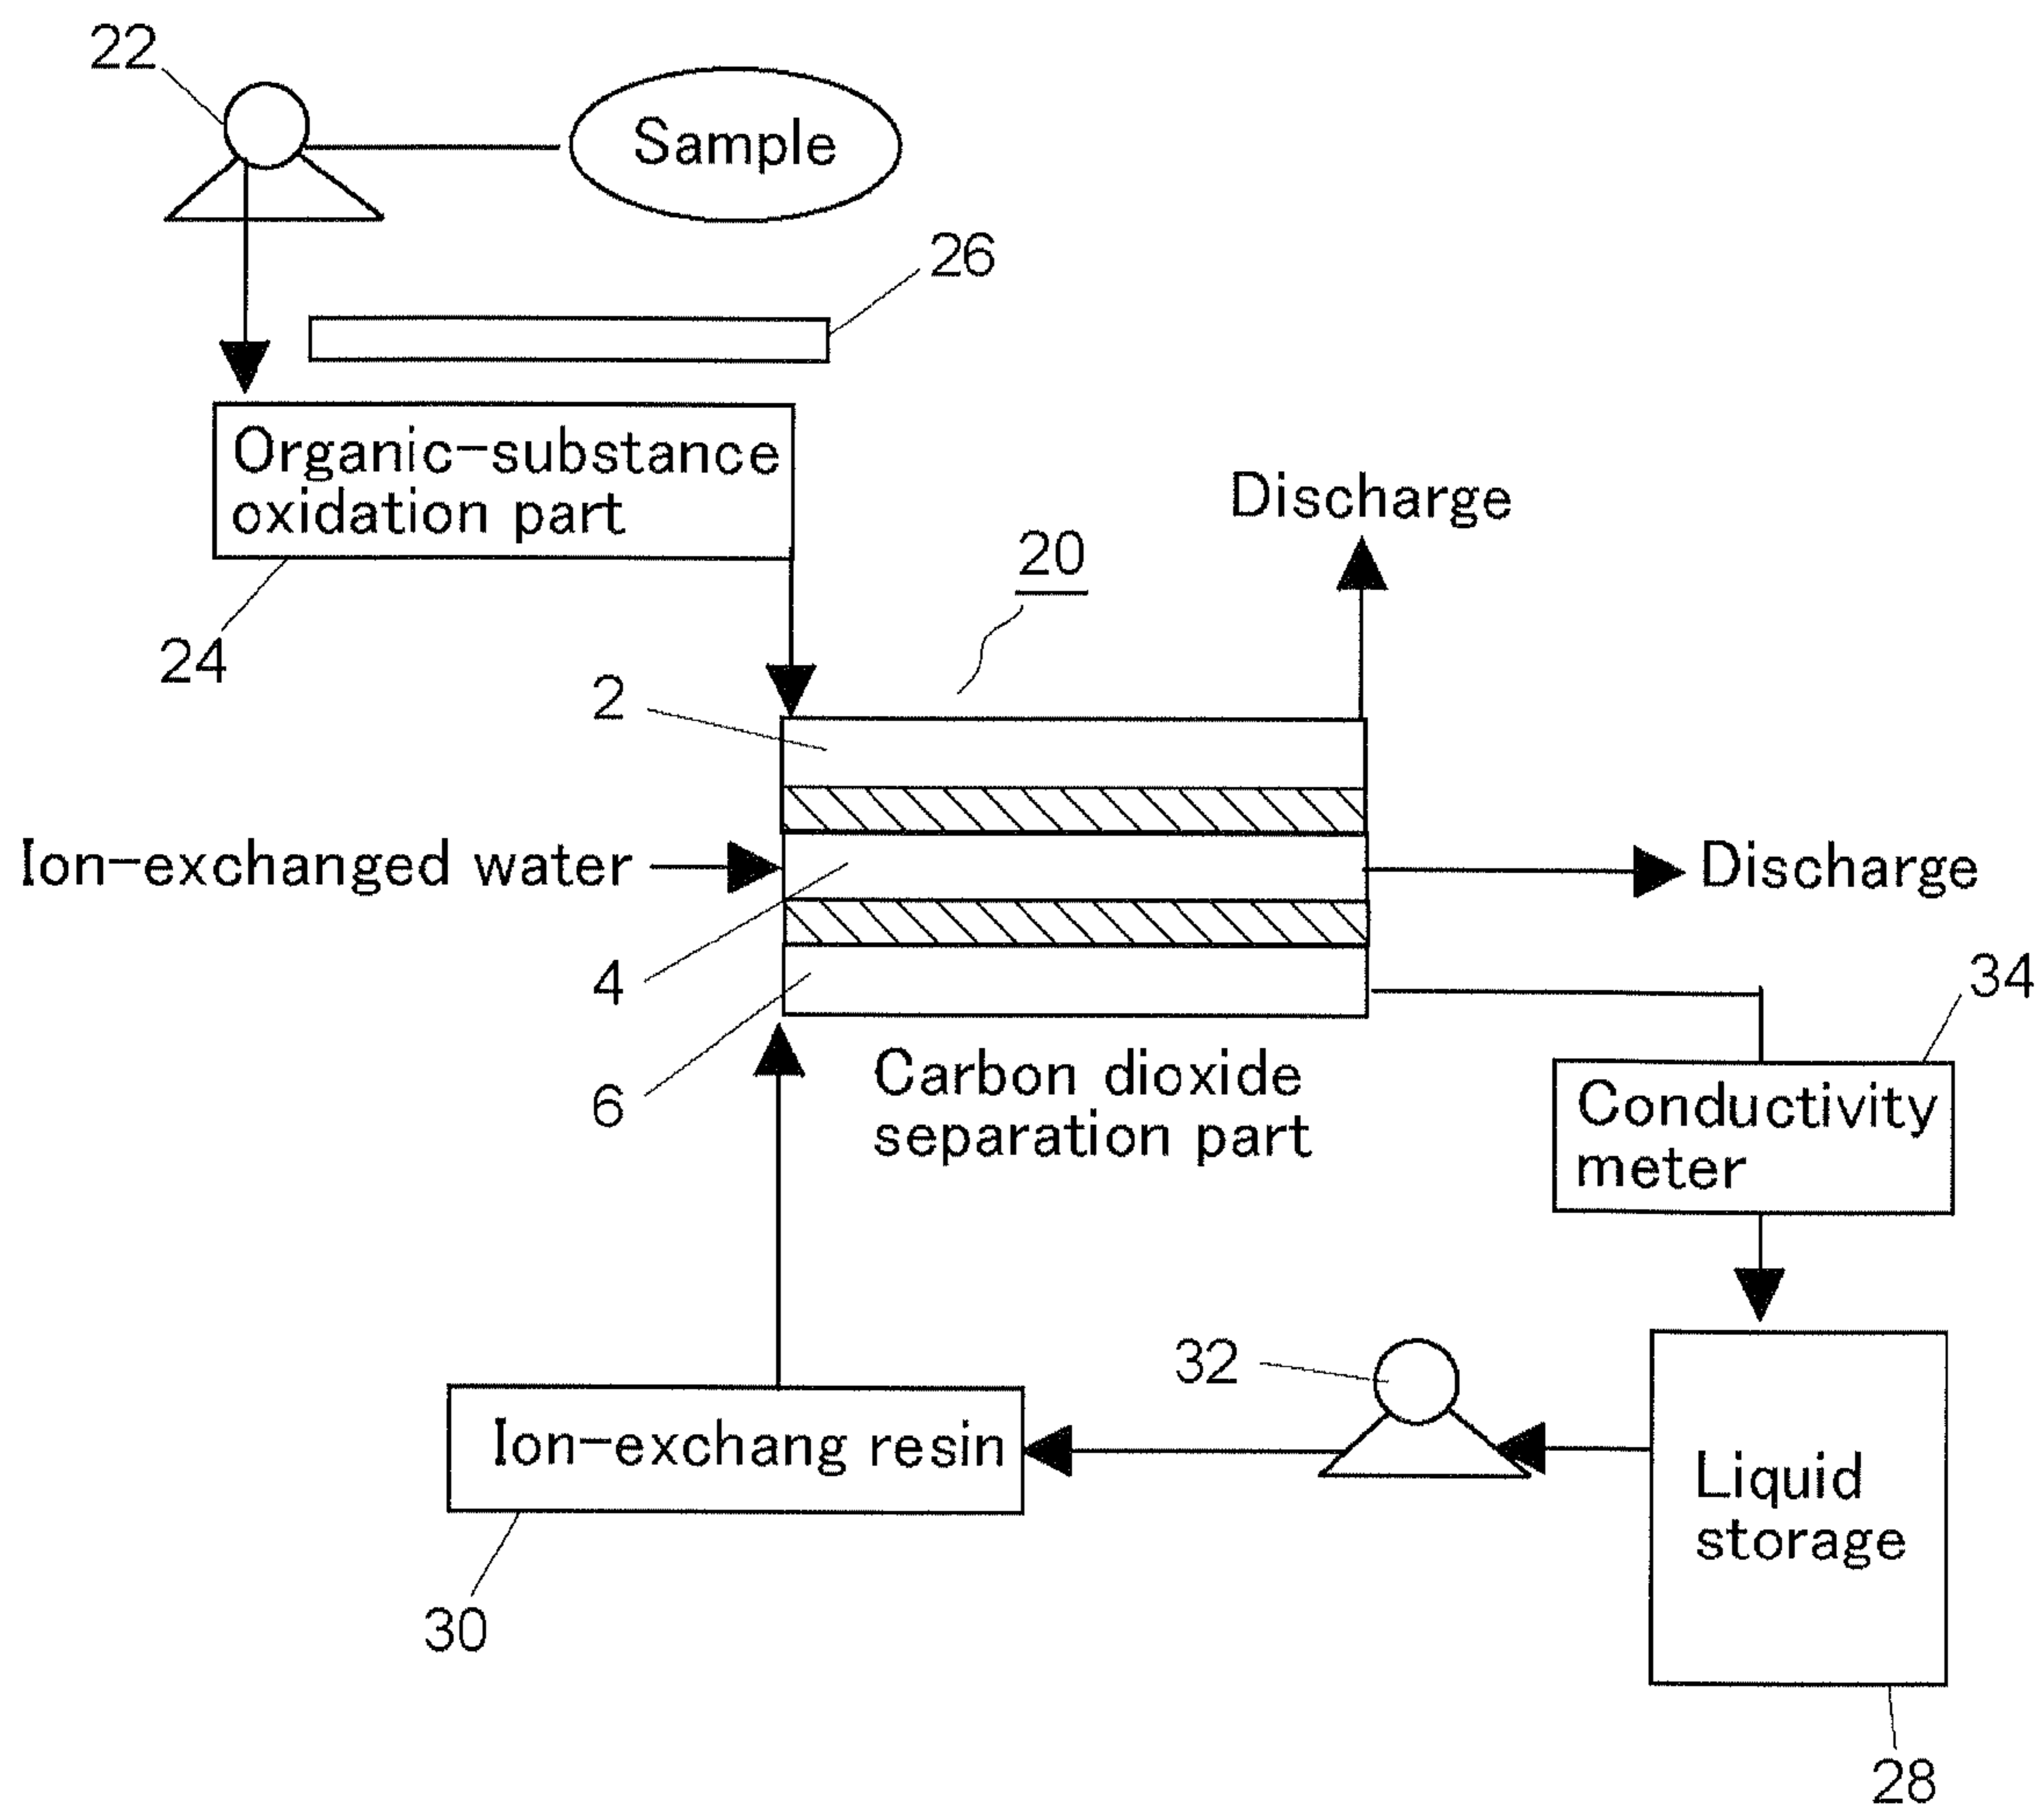 22
Sample
26
Organic-substance
oxidation part
24
Discharge
20
2
Ion-exchanged water
Discharge
4
34
6
Carbon dioxide
separation part
Conductivity
meter
32
Ion-exchang resin
Liquid
storage
30
28